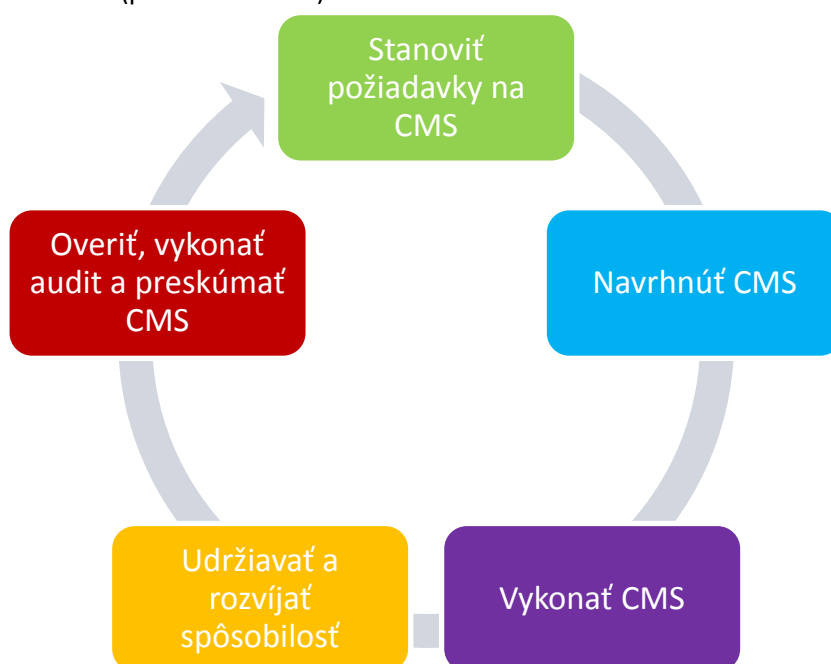 Stanoviť
požiadavky na
CMS
Navrhnúť CMS
Vykonať CMS
Udržiavať a
rozvíjať
spôsobilosť
Overiť, vykonať
audit a preskúmať
CMS